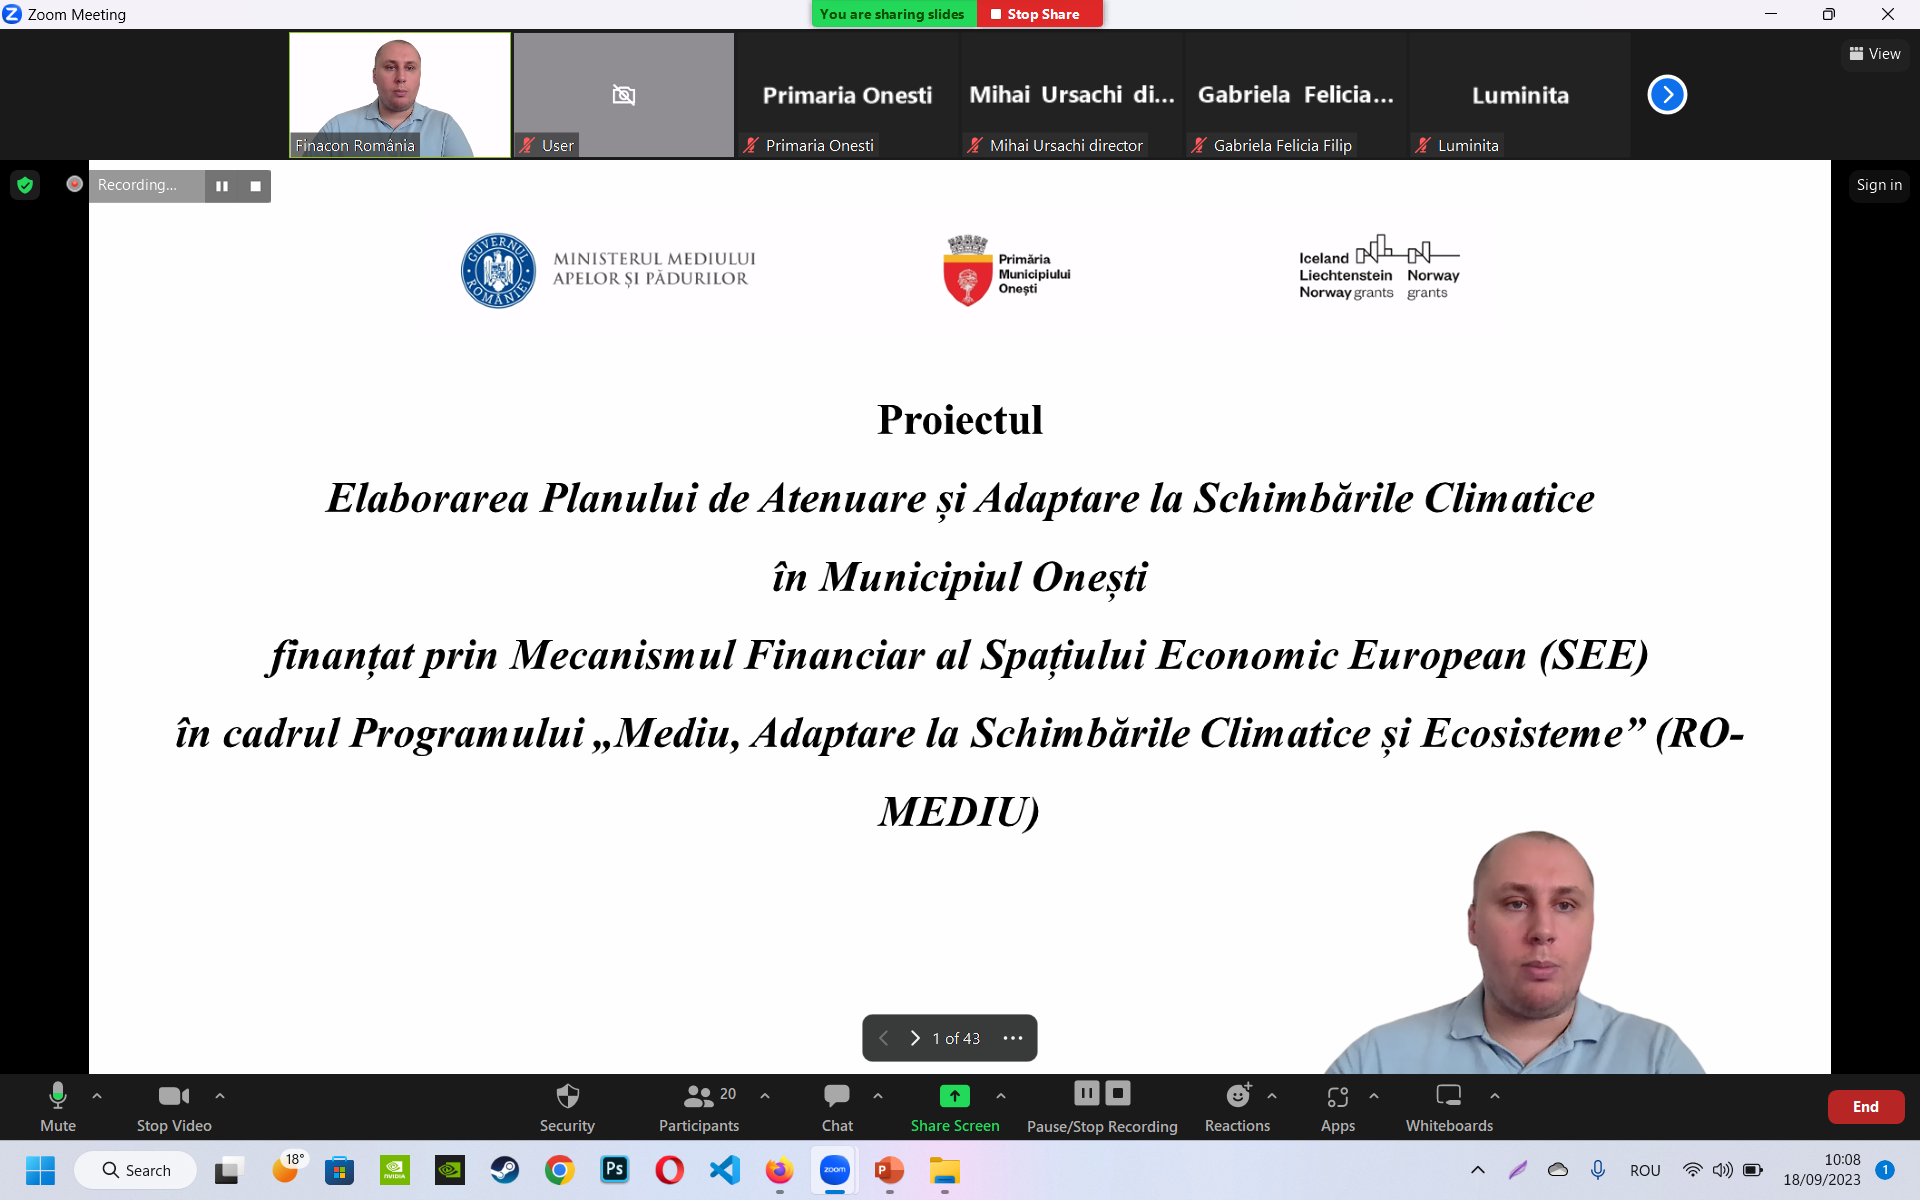 Zoom Meeting
You are sharing slides
Stop Share
View
Primaria Onesti
Mihai Ursachi di...
Gabriela Felicia...
Luminita
Finacon România
User
Primaria Onesti
Mihai Ursachi director
Gabriela Felicia Filip
Luminita
Recording...
Sign in
GUVERNUL ROMÂNIEI
MINISTERUL MEDIULUI
APELOR ȘI PĂDURILOR
Primăria
Municipiului
Onești
Iceland
Liechtenstein
Norway grants
Norway
grants
Proiectul
Elaborarea Planului de Atenuare și Adaptare la Schimbările Climatice
în Municipiul Onești
finanțat prin Mecanismul Financiar al Spațiului Economic European (SEE)
în cadrul Programului „Mediu, Adaptare la Schimbările Climatice și Ecosisteme” (RO-
MEDIU)
1 of 43
Mute
Stop Video
Security
20
Participants
Chat
Share Screen
Pause/Stop Recording
Reactions
Apps
Whiteboards
End
Search
18°
NVIDIA
Ps
zoom
P
ROU
10:08
18/09/2023
1